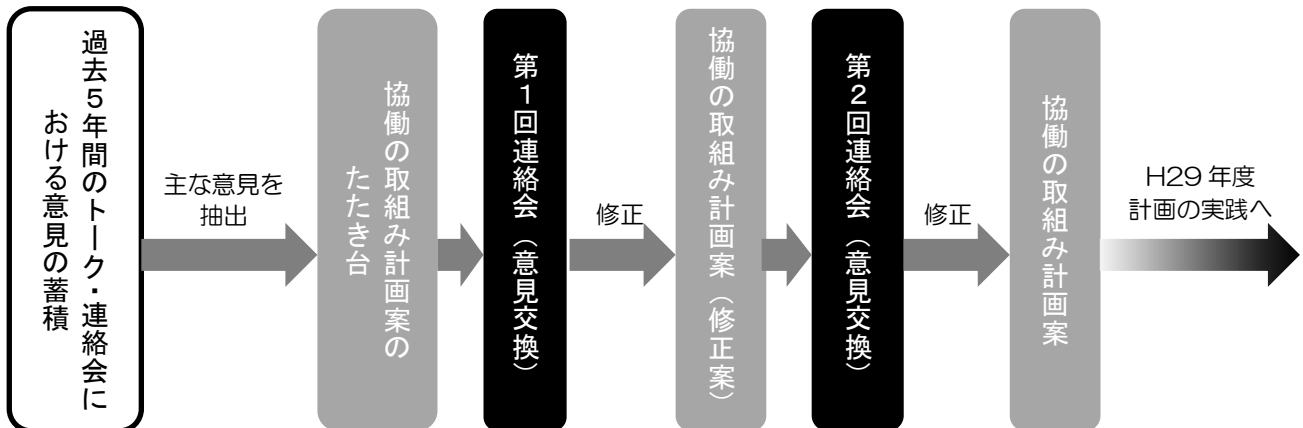 過去５年間のトーク・連絡会に
おける意見の蓄積
主な意見を
抽出
協働の取組み計画案の
たたき台
第１回連絡会（意見交換）
修正
協働の取組み計画案（修正案）
第２回連絡会（意見交換）
修正
協働の取組み計画案
H29 年度
計画の実践へ